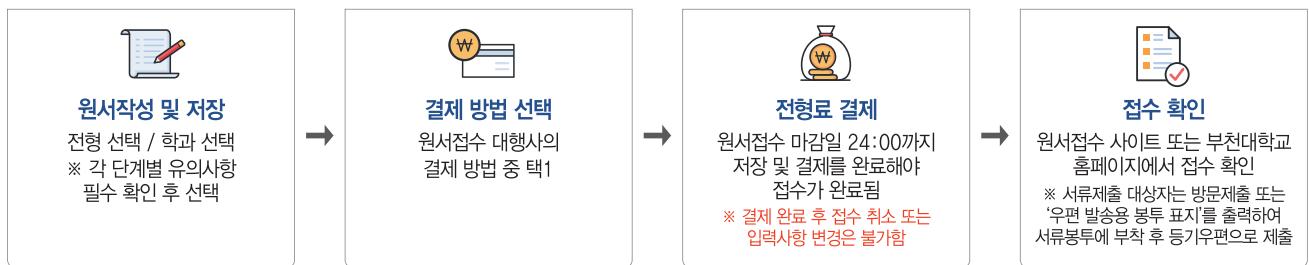 원서작성 및 저장
전형 선택 / 학과 선택
※ 각 단계별 유의사항
필수 확인 후 선택
₩
결제 방법 선택
원서접수 대행사의
결제 방법 중 택1
₩
전형료 결제
원서접수 마감일 24:00까지
저장 및 결제를 완료해야
접수가 완료됨
※ 결제 완료 후 접수 취소 또는
입력사항 변경은 불가함
접수 확인
원서접수 사이트 또는 부천대학교
홈페이지에서 접수 확인
※ 서류제출 대상자는 방문제출 또는
‘우편 발송용 봉투 표지’를 출력하여
서류봉투에 부착 후 등기우편으로 제출